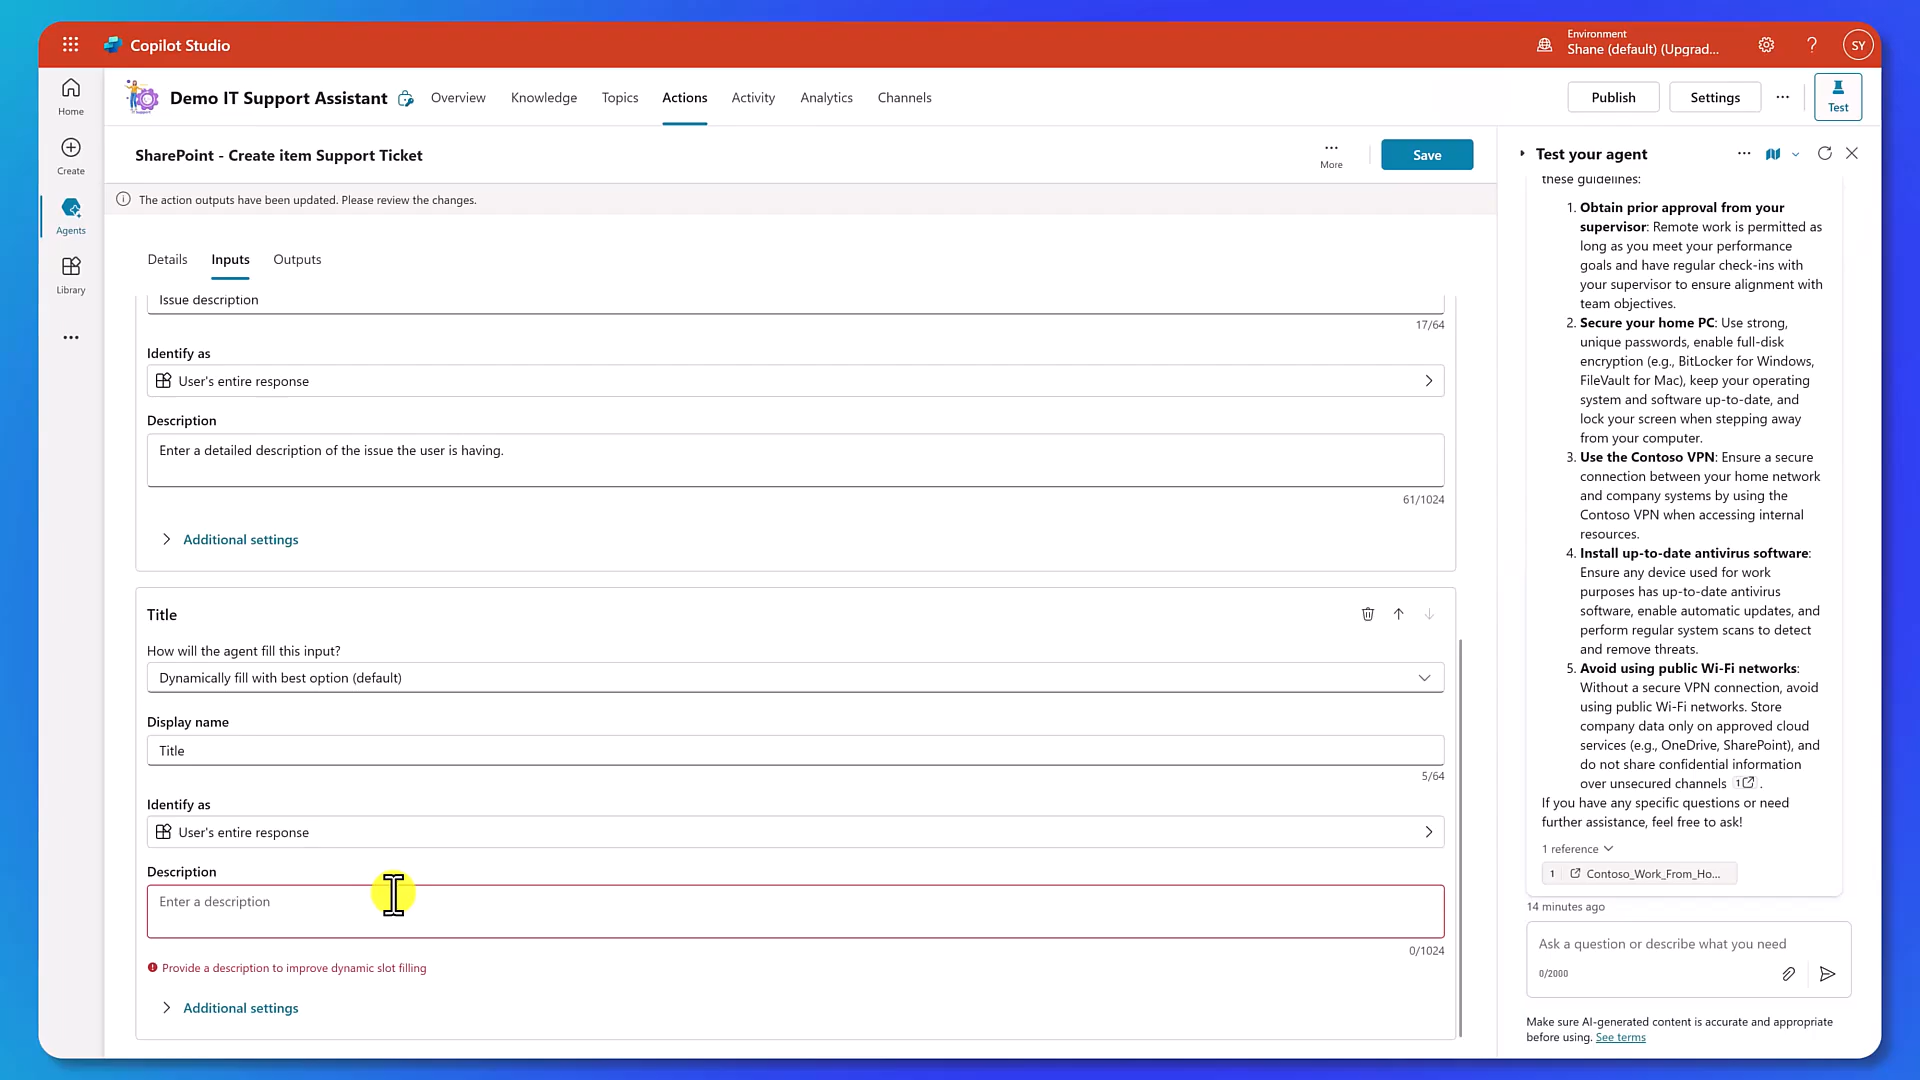 Copilot Studio
Environment
Shane (default) (Upgrad...
SY
Home
Create
Agents
Library
Demo IT Support Assistant
Overview
Knowledge
Topics
Actions
Activity
Analytics
Channels
Publish
Settings
Test
SharePoint - Create item Support Ticket
More
Save
The action outputs have been updated. Please review the changes.
Details
Inputs
Outputs
Issue description
17/64
Identify as
User's entire response
Description
Enter a detailed description of the issue the user is having.
61/1024
Additional settings
Title
How will the agent fill this input?
Dynamically fill with best option (default)
Display name
Title
5/64
Identify as
User's entire response
Description
Enter a description
0/1024
Provide a description to improve dynamic slot filling
Additional settings
Test your agent
these guidelines:
1. Obtain prior approval from your
supervisor: Remote work is permitted as
long as you meet your performance
goals and have regular check-ins with
your supervisor to ensure alignment with
team objectives.
2. Secure your home PC: Use strong,
unique passwords, enable full-disk
encryption (e.g., BitLocker for Windows,
FileVault for Mac), keep your operating
system and software up-to-date, and
lock your screen when stepping away
from your computer.
3. Use the Contoso VPN: Ensure a secure
connection between your home network
and company systems by using the
Contoso VPN when accessing internal
resources.
4. Install up-to-date antivirus software:
Ensure any device used for work
purposes has up-to-date antivirus
software, enable automatic updates, and
perform regular system scans to detect
and remove threats.
5. Avoid using public Wi-Fi networks:
Without a secure VPN connection, avoid
using public Wi-Fi networks. Store
company data only on approved cloud
services (e.g., OneDrive, SharePoint), and
do not share confidential information
over unsecured channels 1 .
If you have any specific questions or need
further assistance, feel free to ask!
1 reference
1 Contoso_Work_From_Ho...
14 minutes ago
Ask a question or describe what you need
0/2000
Make sure AI-generated content is accurate and appropriate
before using. See terms